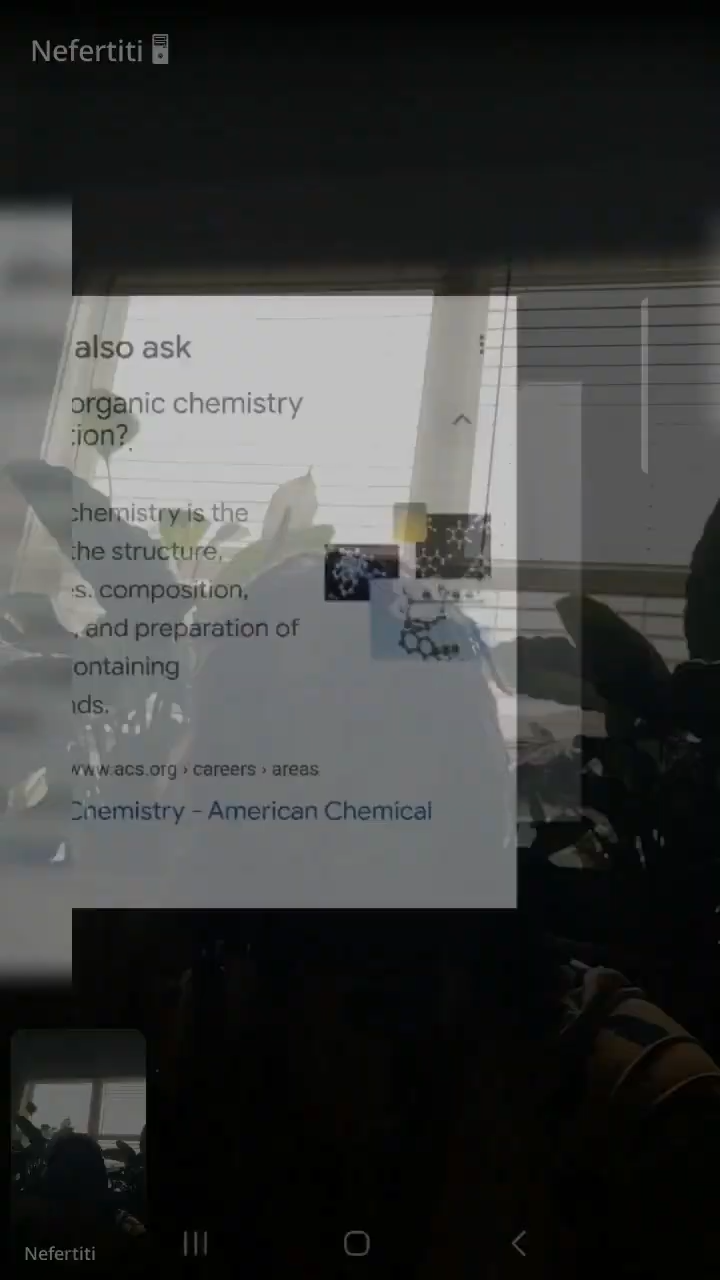 Nefertiti
also ask
organic chemistry
tion?
chemistry is the
the structure,
s. composition,
, and preparation of
ontaining
nds.
www.acs.org › careers › areas
Chemistry - American Chemical
Nefertiti